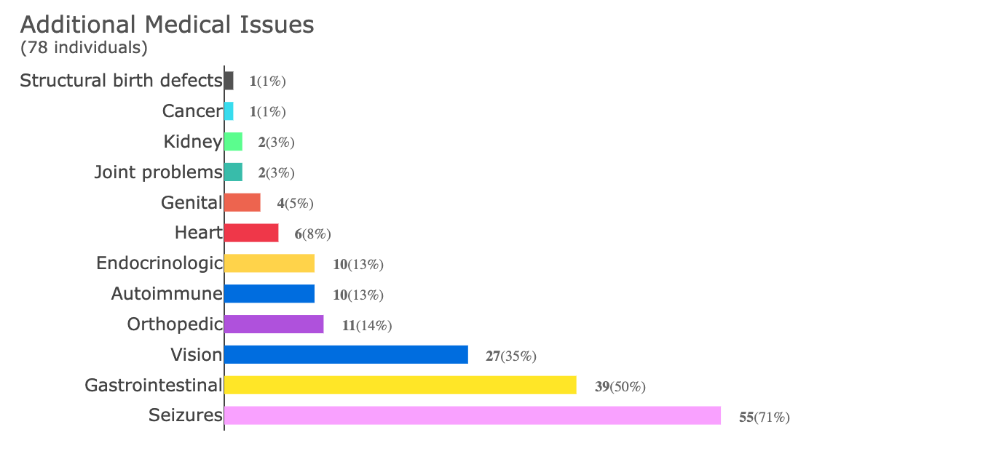 Additional Medical Issues
(78 individuals)
Structural birth defects 1(1%)
Cancer 1(1%)
Kidney 2(3%)
Joint problems 2(3%)
Genital 4(5%)
Heart 6(8%)
Endocrinologic 10(13%)
Autoimmune 10(13%)
Orthopedic 11(14%)
Vision 27(35%)
Gastrointestinal 39(50%)
Seizures 55(71%)